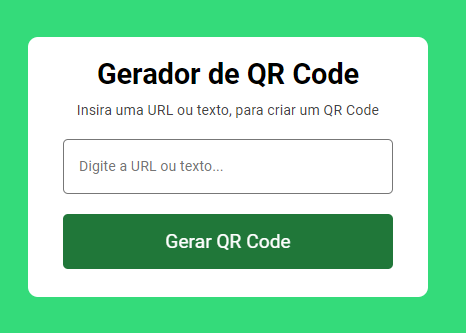 Gerador de QR Code
Insira uma URL ou texto, para criar um QR Code
Digite a URL ou texto...
Gerar QR Code